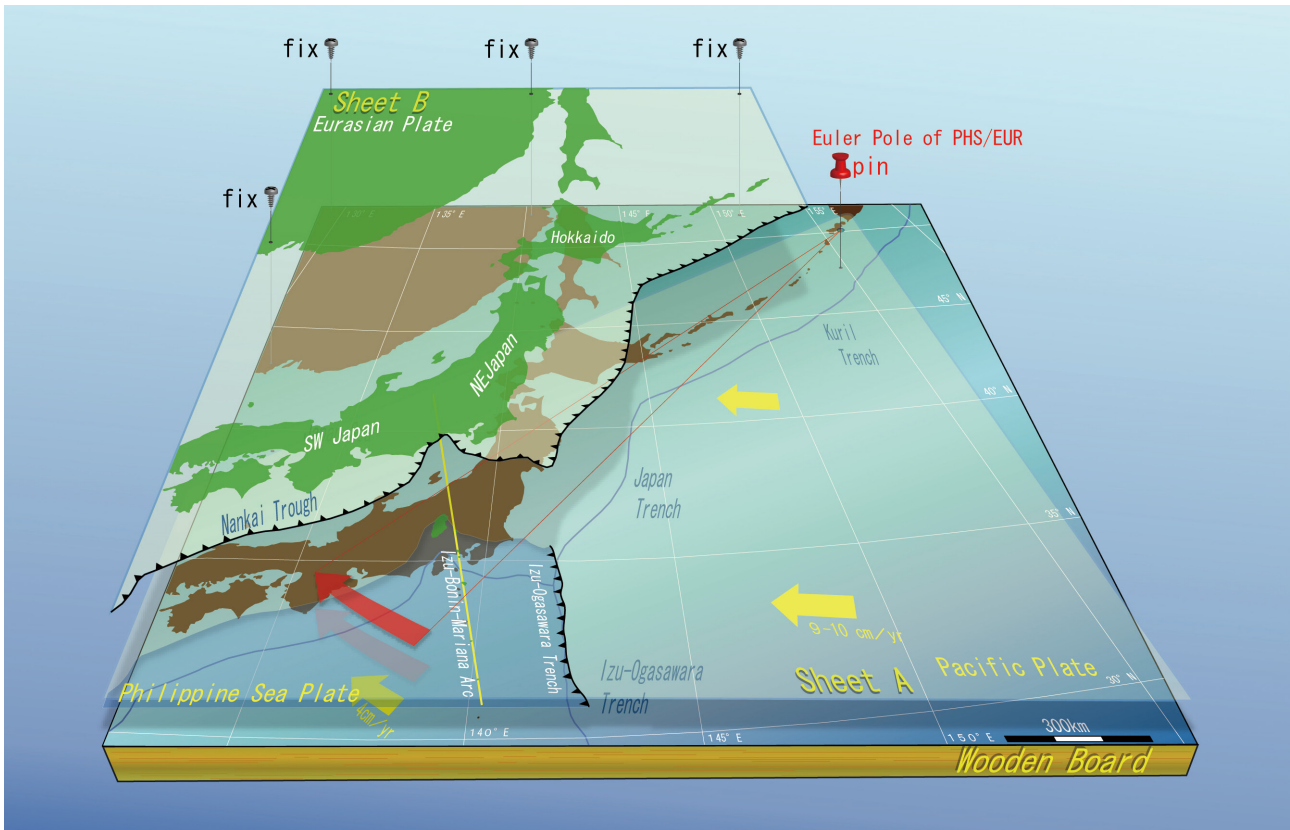 fix
fix
fix
Sheet B
Eurasian Plate
Euler Pole of PHS/EUR
pin
fix
135° E
145° E
150° E
155° E
Hokkaido
45° N
Kuril
Trench
NEJapan
40° N
SW Japan
Japan
Trench
Nankai Trough
35° N
Izu-Bonin-Mariana Arc
Izu-Ogasawara Trench
9-10 cm/yr
Izu-Ogasawara
Trench
Sheet A
Pacific Plate
30° N
Philippine Sea Plate
4cm/yr
140° E
145° E
150° E
300km
Wooden Board